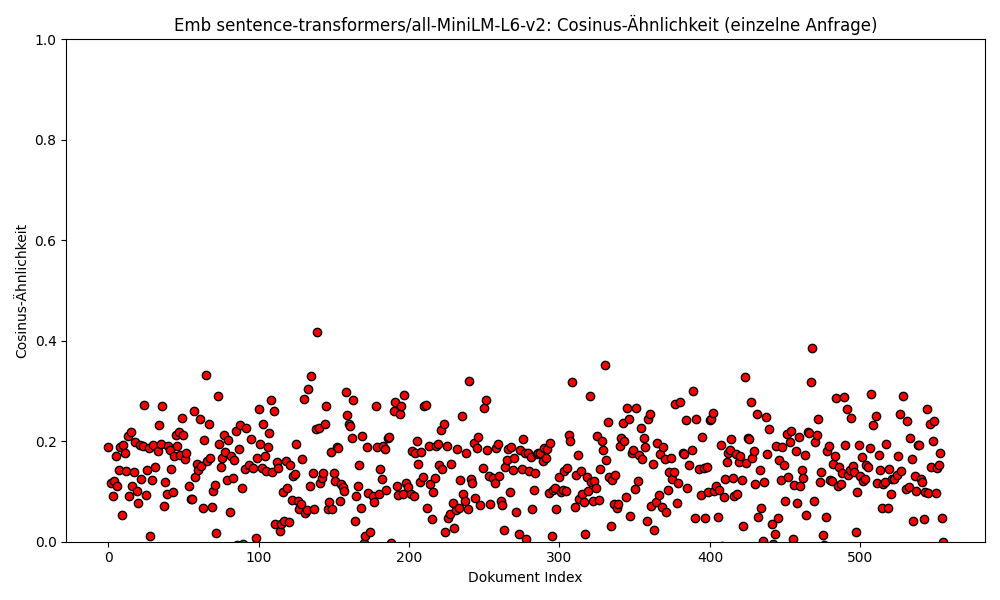 Emb sentence-transformers/all-MiniLM-L6-v2: Cosinus-Ähnlichkeit (einzelne Anfrage)
1.0
0.8
0.6
0.4
0.2
0.0
Cosinus-Ähnlichkeit
0 100 200 300 400 500
Dokument Index